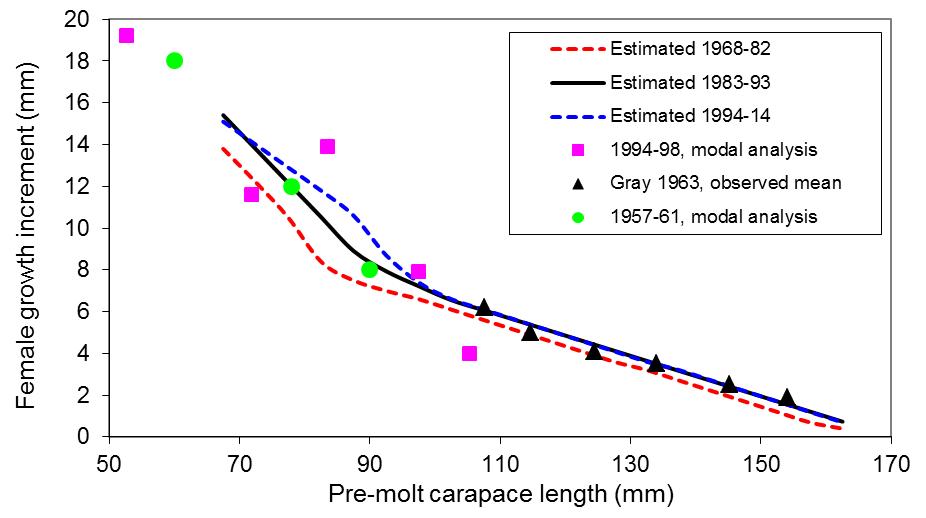 20
18
16
14
12
10
8
6
4
2
0
Female growth increment (mm)
Estimated 1968-82
Estimated 1983-93
Estimated 1994-14
1994-98, modal analysis
Gray 1963, observed mean
1957-61, modal analysis
50 70 90 110 130 150 170
Pre-molt carapace length (mm)